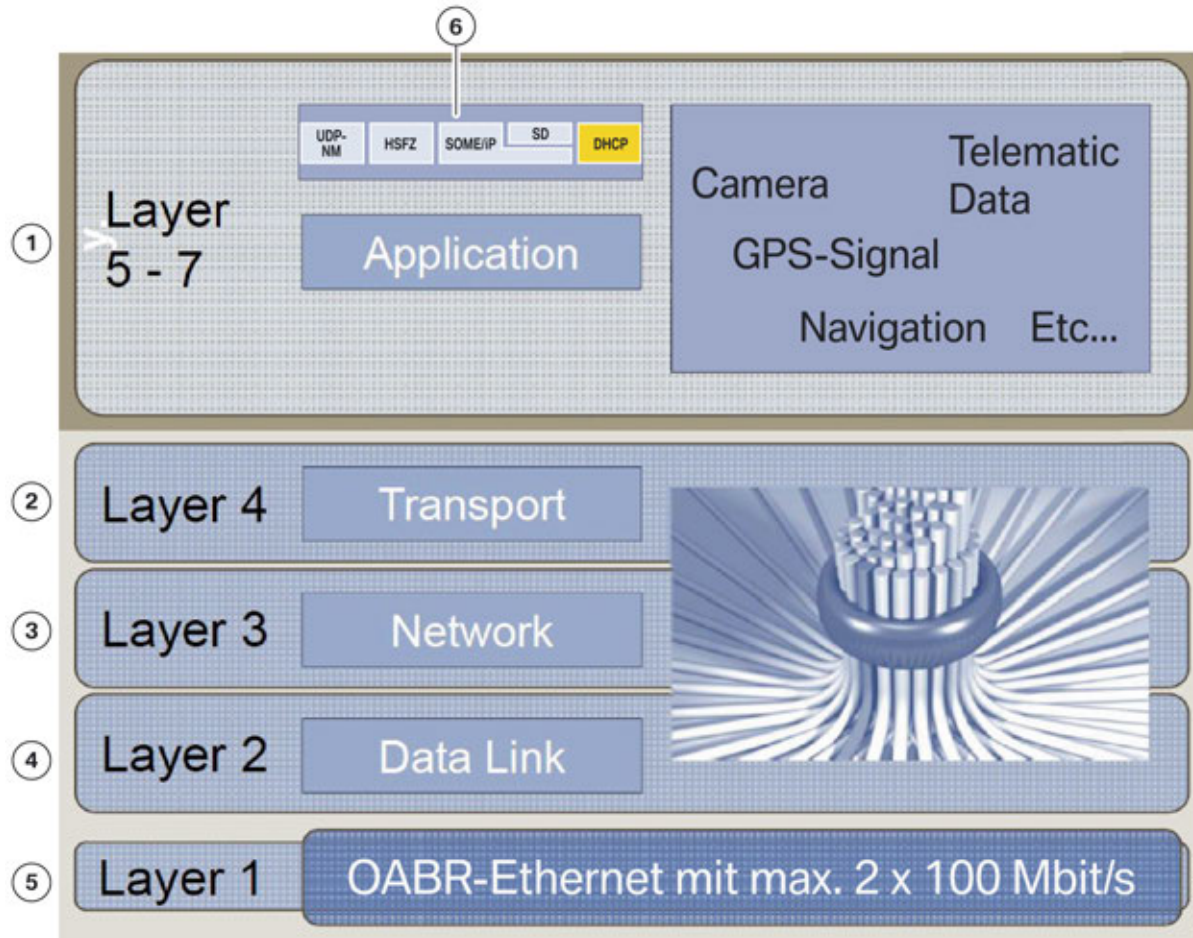 6
UDP-
NM
HSFZ
SOME/iP
SD
DHCP
1
y.
Layer
5 - 7
Application
Camera
Telematic
Data
GPS-Signal
Navigation
Etc...
2
Layer 4
Transport
3
Layer 3
Network
4
Layer 2
Data Link
5
Layer 1
OABR-Ethernet mit max. 2 x 100 Mbit/s